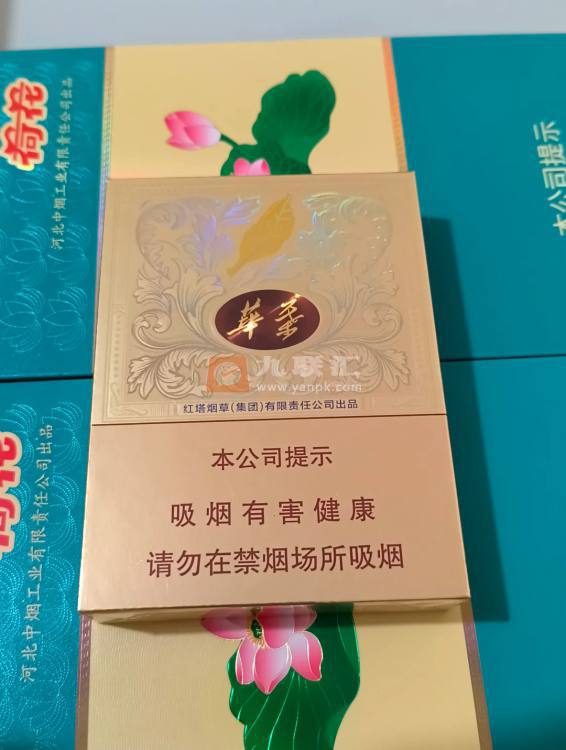 荷花
河北中烟工业有限责任公司出品
本公司提示
華葉
九联汇
www.yanpk.com
红塔烟草(集团)有限责任公司出品
本公司提示
吸烟有害健康
请勿在禁烟场所吸烟
荷花
河北中烟工业有限责任公司出品